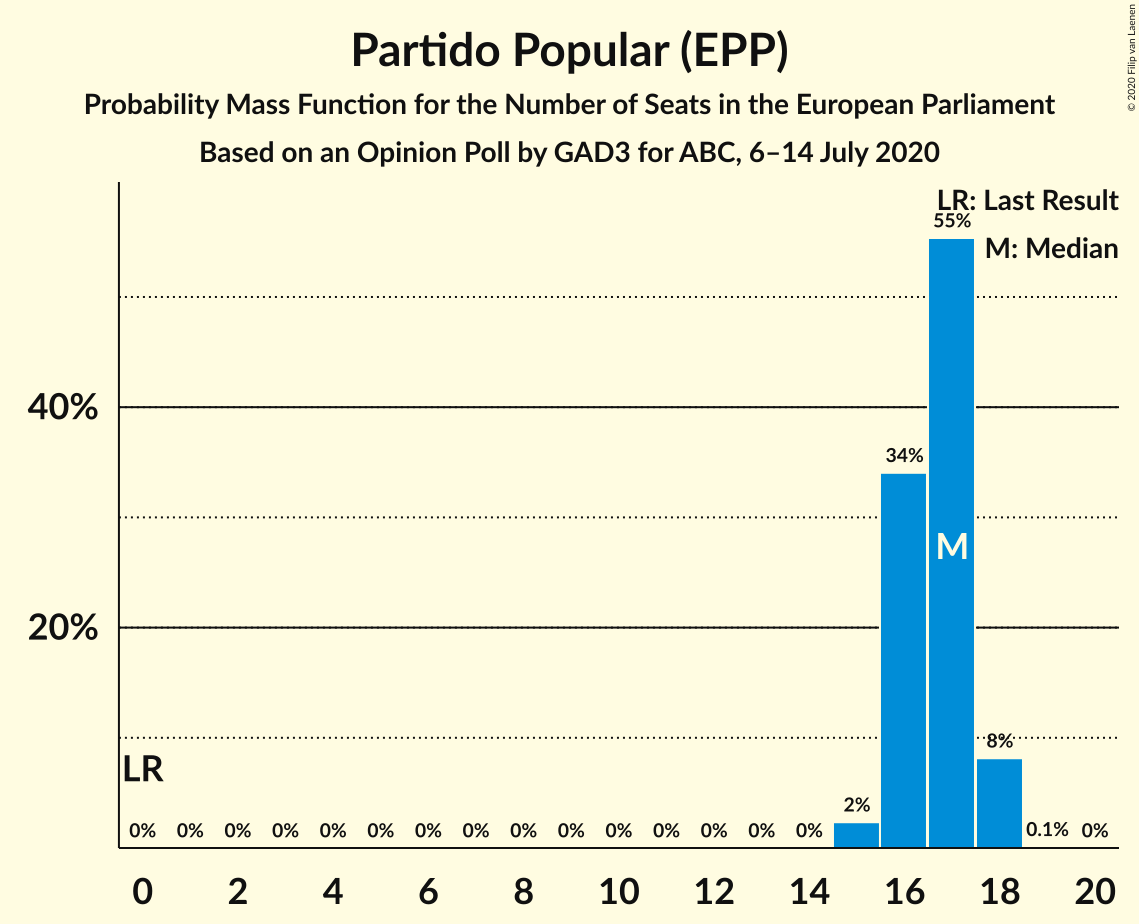 Partido Popular (EPP)
Probability Mass Function for the Number of Seats in the European Parliament
Based on an Opinion Poll by GAD3 for ABC, 6–14 July 2020
© 2020 Filip van Laenen
LR: Last Result
M: Median
55%
40%
34%
M
20%
LR
8%
2%
0% 0% 0% 0% 0% 0% 0% 0% 0% 0% 0% 0% 0% 0% 0% 0.1% 0%
0 2 4 6 8 10 12 14 16 18 20